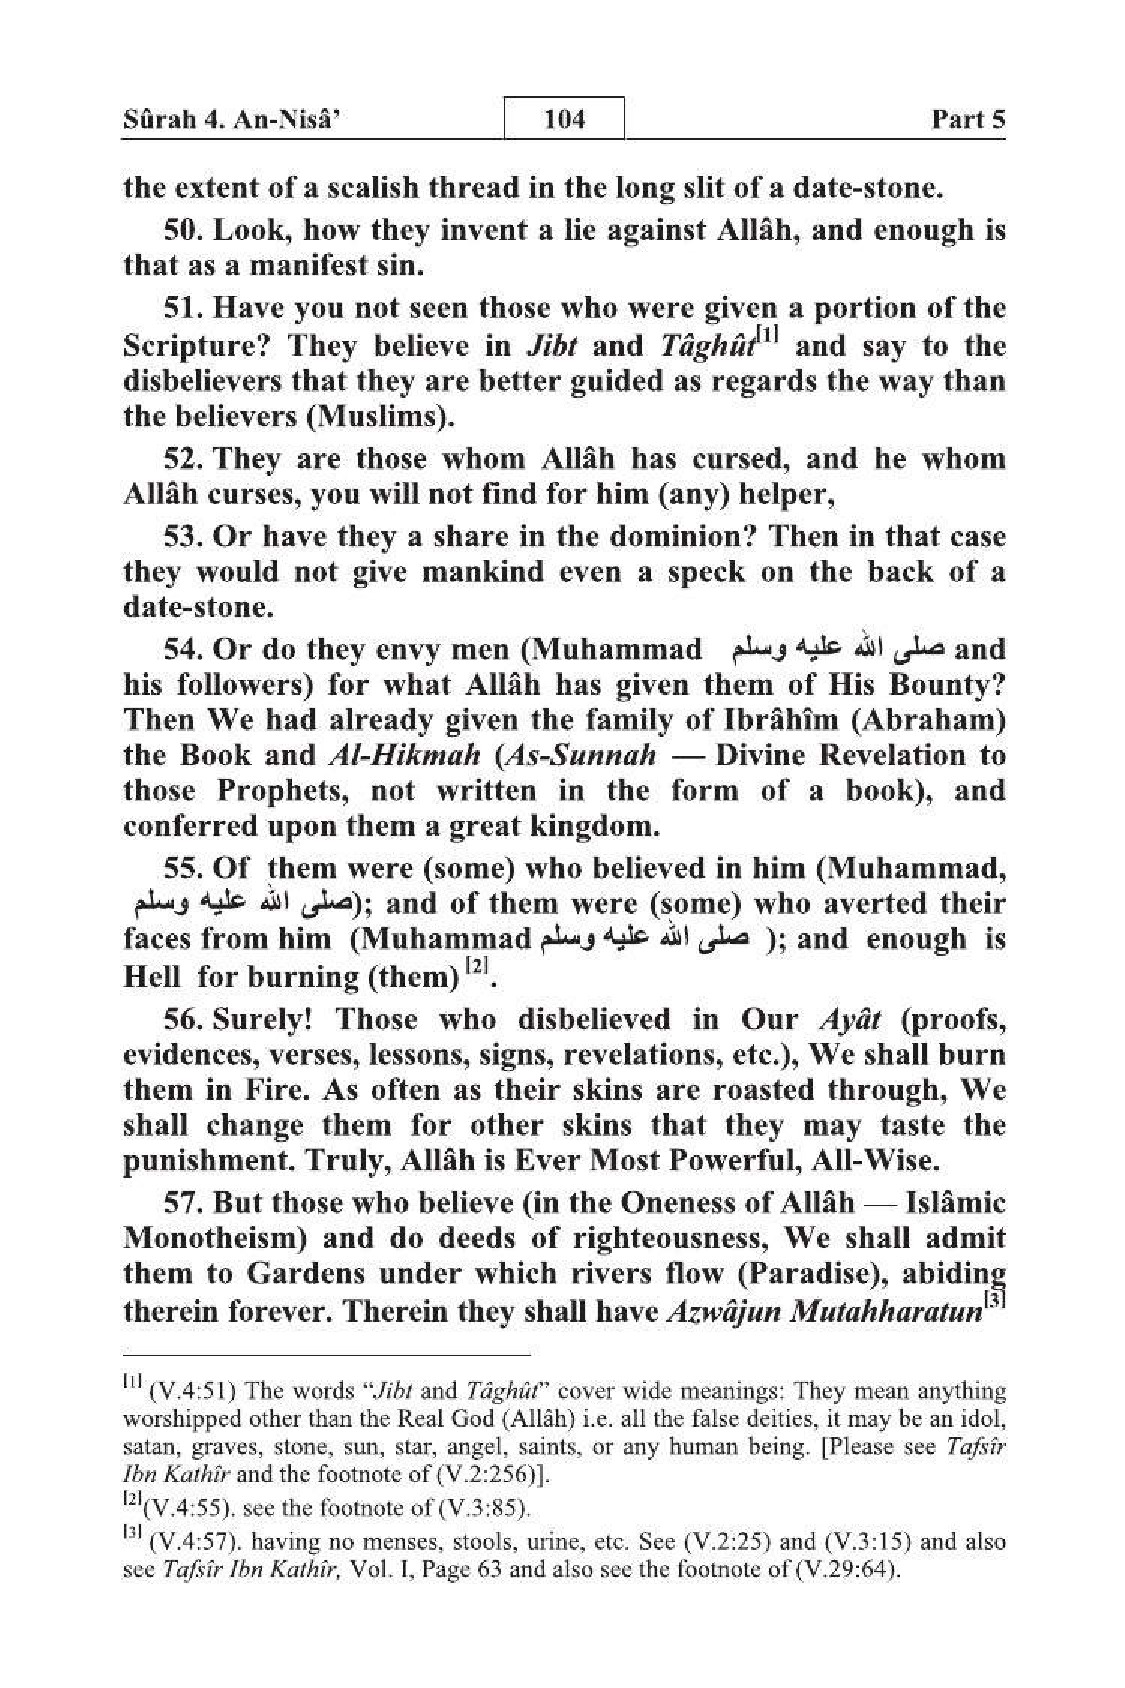 Sûrah 4. An-Nisâ’ 104 Part 5
the extent of a scalish thread in the long slit of a date-stone.
50. Look, how they invent a lie against Allâh, and enough is
that as a manifest sin.
51. Have you not seen those who were given a portion of the
Scripture? They believe in Jibt and Tâghût[1] and say to the
disbelievers that they are better guided as regards the way than
the believers (Muslims).
52. They are those whom Allâh has cursed, and he whom
Allâh curses, you will not find for him (any) helper,
53. Or have they a share in the dominion? Then in that case
they would not give mankind even a speck on the back of a
date-stone.
54. Or do they envy men (Muhammad صلى الله عليه وسلم and
his followers) for what Allâh has given them of His Bounty?
Then We had already given the family of Ibrâhîm (Abraham)
the Book and Al-Hikmah (As-Sunnah — Divine Revelation to
those Prophets, not written in the form of a book), and
conferred upon them a great kingdom.
55. Of them were (some) who believed in him (Muhammad,
صلى الله عليه وسلم); and of them were (some) who averted their
faces from him (Muhammad صلى الله عليه وسلم ); and enough is
Hell for burning (them) [2].
56. Surely! Those who disbelieved in Our Ayât (proofs,
evidences, verses, lessons, signs, revelations, etc.), We shall burn
them in Fire. As often as their skins are roasted through, We
shall change them for other skins that they may taste the
punishment. Truly, Allâh is Ever Most Powerful, All-Wise.
57. But those who believe (in the Oneness of Allâh — Islâmic
Monotheism) and do deeds of righteousness, We shall admit
them to Gardens under which rivers flow (Paradise), abiding
therein forever. Therein they shall have Azwâjun Mutahharatun[3]
[1] (V.4:51) The words “Jibt and Tâghût” cover wide meanings: They mean anything
worshipped other than the Real God (Allâh) i.e. all the false deities, it may be an idol,
satan, graves, stone, sun, star, angel, saints, or any human being. [Please see Tafsîr
Ibn Kathîr and the footnote of (V.2:256)].
[2](V.4:55). see the footnote of (V.3:85).
[3] (V.4:57). having no menses, stools, urine, etc. See (V.2:25) and (V.3:15) and also
see Tafsîr Ibn Kathîr, Vol. I, Page 63 and also see the footnote of (V.29:64).